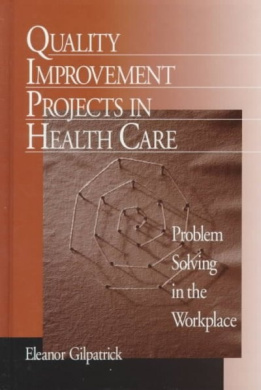 QUALITY
IMPROVEMENT
PROJECTS IN
HEALTH CARE
Problem
Solving
in the
Workplace
Eleanor Gilpatrick